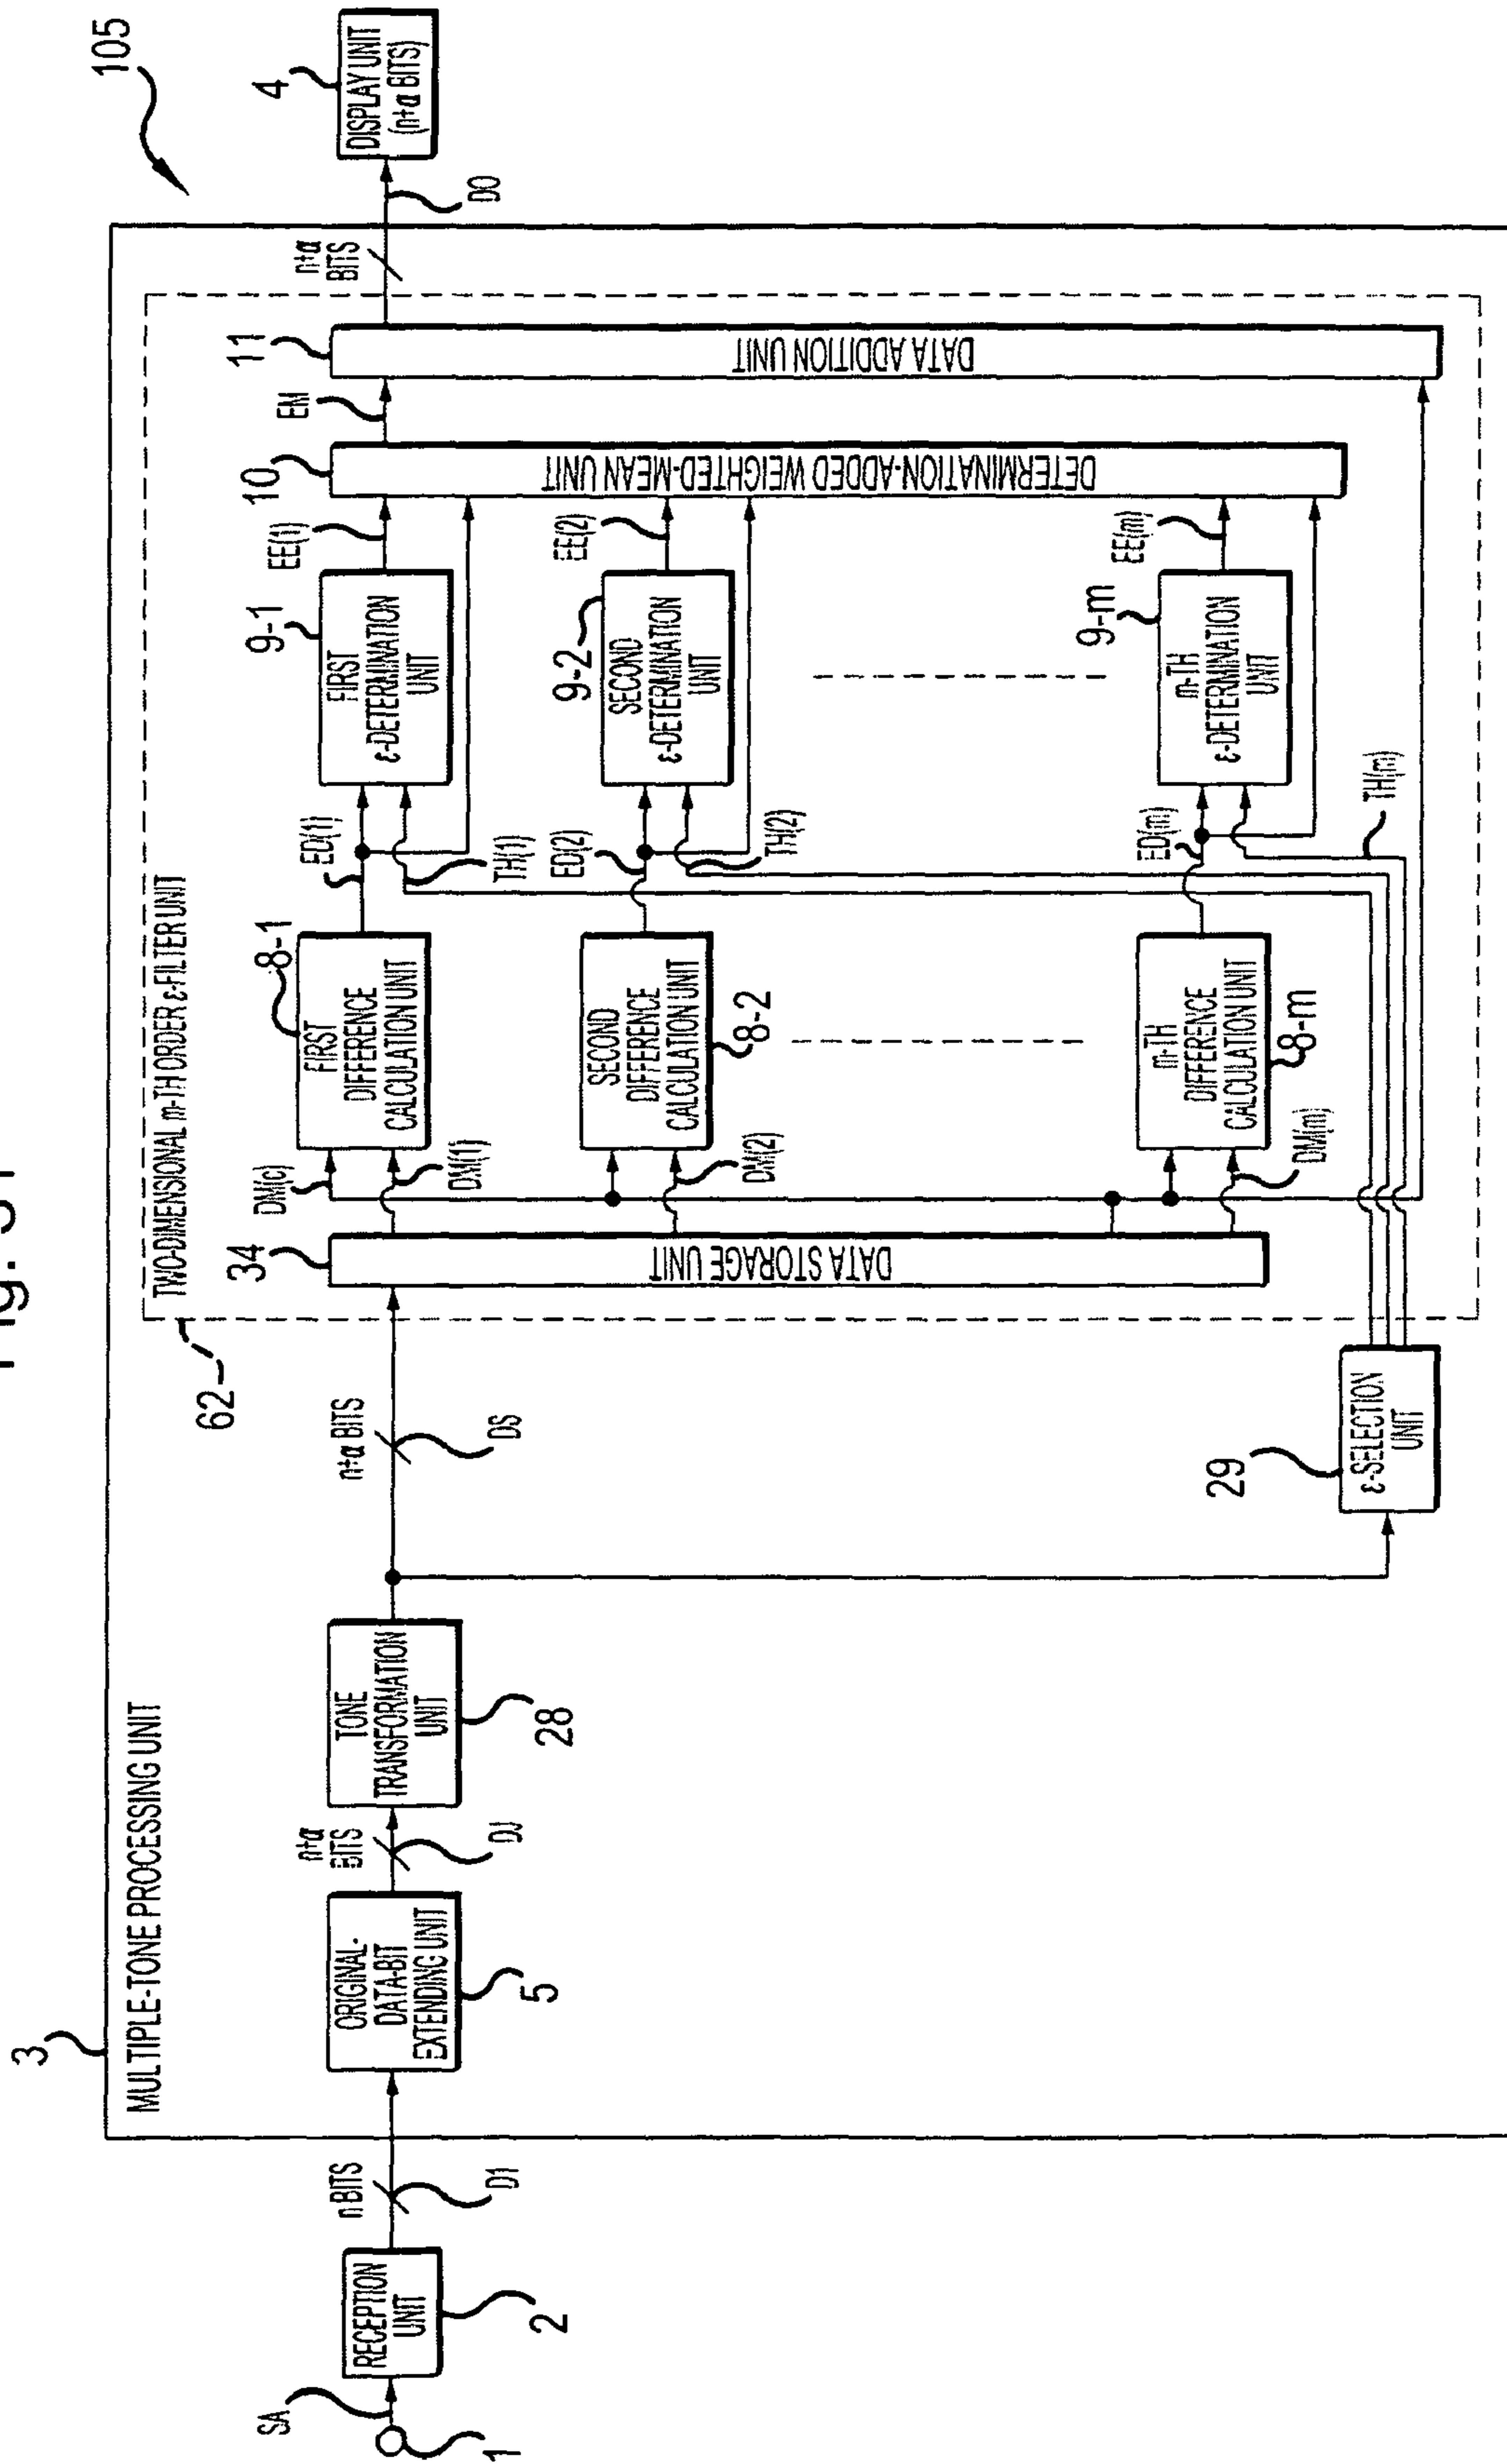 Fig. 31
105
3
MULTIPLE-TONE PROCESSING UNIT
62
TWO-DIMENSIONAL m-TH ORDER ε-FILTER UNIT
SA
1
RECEPTION
UNIT
2
n BITS
D1
ORIGINAL-
DATA-BIT
EXTENDING UNIT
5
n+α
BITS
DJ
TONE
TRANSFORMATION
UNIT
28
n+α BITS
DS
34
DATA STORAGE UNIT
DM(c)
DM(1)
FIRST
DIFFERENCE
CALCULATION UNIT
8-1
ED(1)
TH(1)
FIRST
ε-DETERMINATION
UNIT
9-1
EE(1)
DM(2)
SECOND
DIFFERENCE
CALCULATION UNIT
8-2
ED(2)
TH(2)
SECOND
ε-DETERMINATION
UNIT
9-2
EE(2)
DM(m)
m-TH
DIFFERENCE
CALCULATION UNIT
8-m
ED(m)
TH(m)
m-TH
ε-DETERMINATION
UNIT
9-m
EE(m)
10
DETERMINATION-ADDED WEIGHTED-MEAN UNIT
EM
11
DATA ADDITION UNIT
n+α
BITS
DO
4
DISPLAY UNIT
(n+α BITS)
29
ε-SELECTION
UNIT